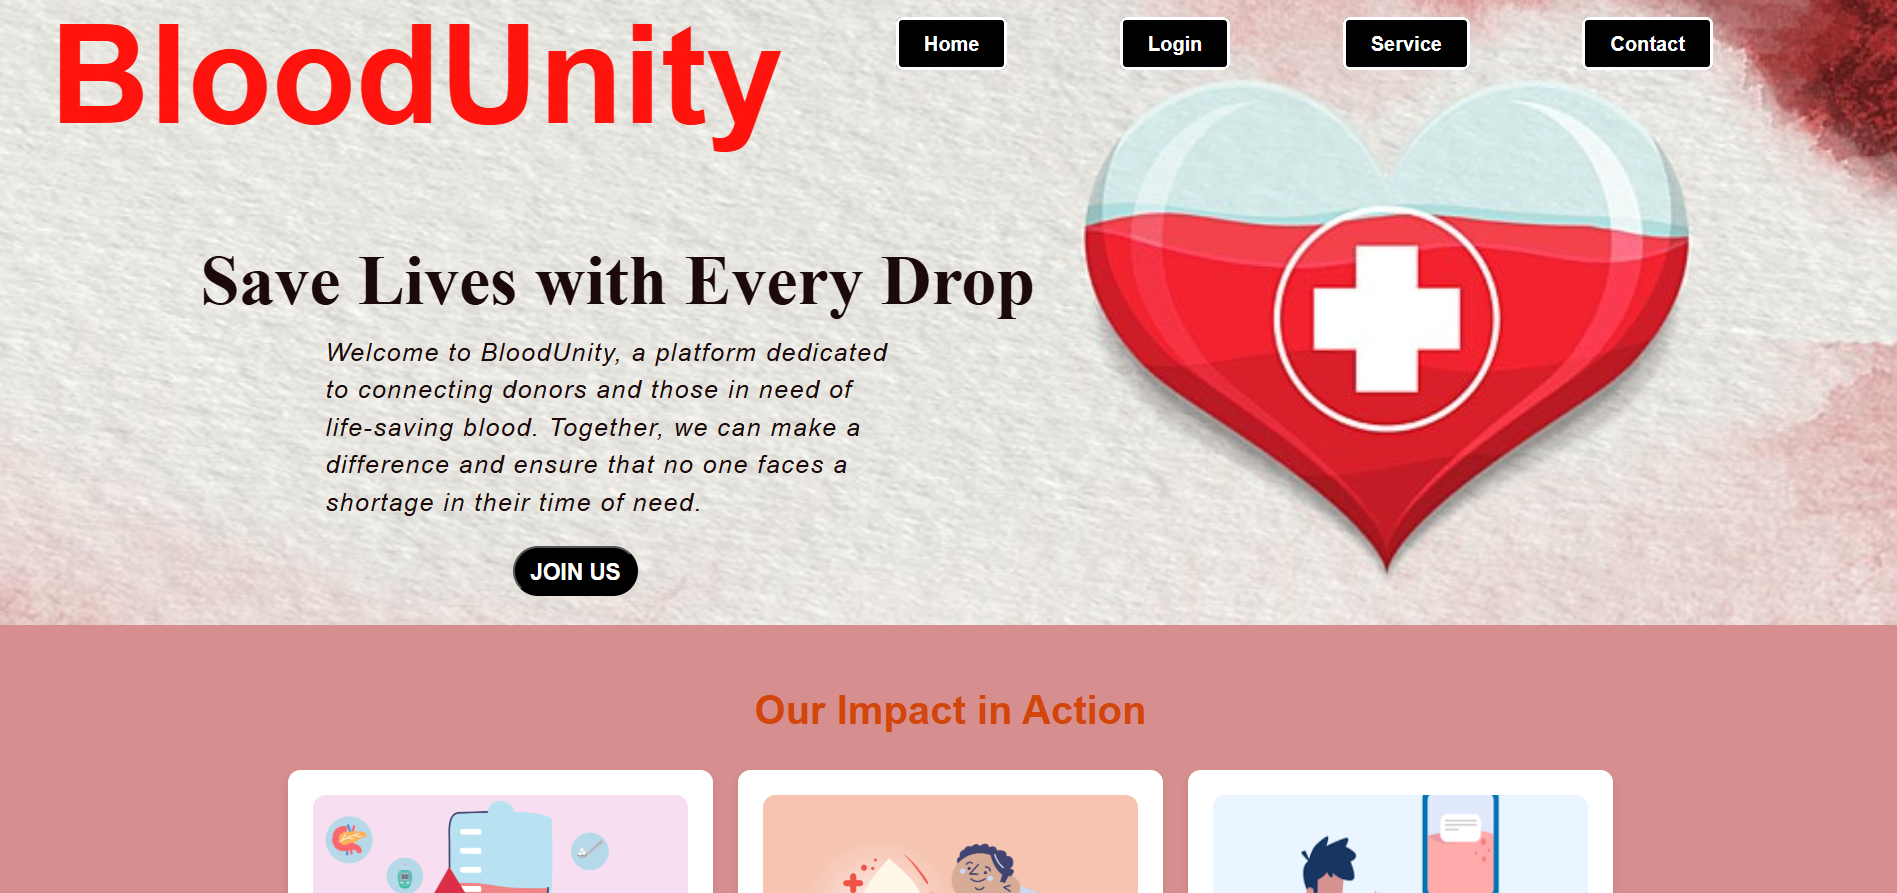 BloodUnity
Home
Login
Service
Contact
Save Lives with Every Drop
Welcome to BloodUnity, a platform dedicated
to connecting donors and those in need of
life-saving blood. Together, we can make a
difference and ensure that no one faces a
shortage in their time of need.
JOIN US
Our Impact in Action